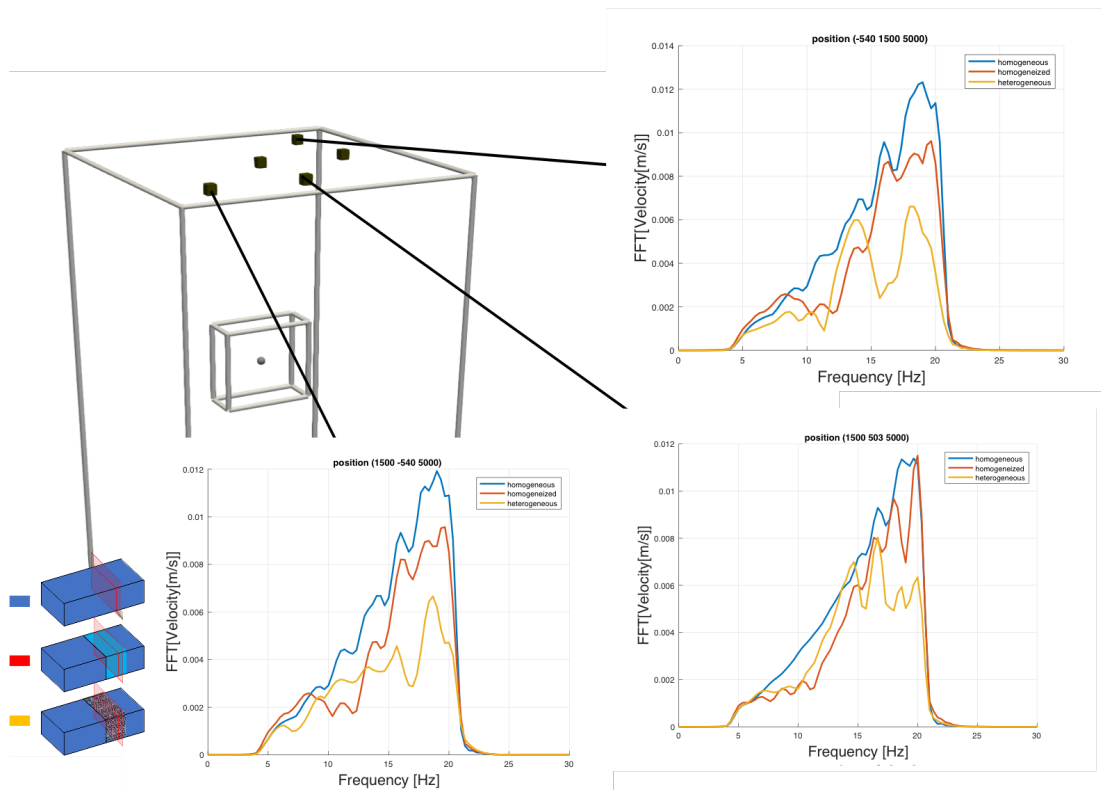 position (-540 1500 5000)
homogeneous
homogeneized
heterogeneous
0.014
0.012
0.01
0.008
0.006
0.004
0.002
0
FFT[Velocity[m/s]]
0 5 10 15 20 25 30
Frequency [Hz]
position (1500 -540 5000)
homogeneous
homogeneized
heterogeneous
0.012
0.01
0.008
0.006
0.004
0.002
0
FFT[Velocity[m/s]]
0 5 10 15 20 25 30
Frequency [Hz]
position (1500 503 5000)
homogeneous
homogeneized
heterogeneous
0.012
0.01
0.008
0.006
0.004
0.002
0
FFT[Velocity[m/s]]
0 5 10 15 20 25 30
Frequency [Hz]